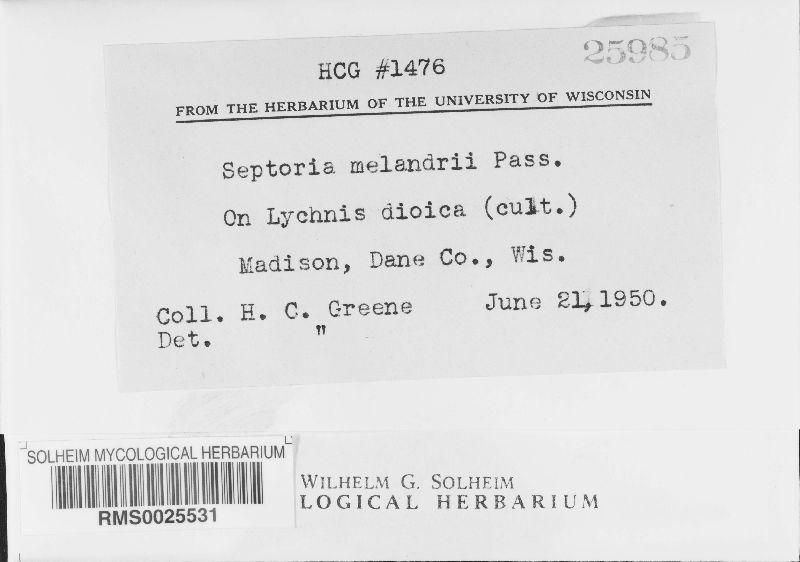 25985
HCG #1476
FROM THE HERBARIUM OF THE UNIVERSITY OF WISCONSIN
Septoria melandrii Pass.
On Lychnis dioica (cult.)
Madison, Dane Co., Wis.
Coll. H. C. Greene June 21, 1950.
Det. "
SOLHEIM MYCOLOGICAL HERBARIUM
RMS0025531
WILHELM G. SOLHEIM
LOGICAL HERBARIUM